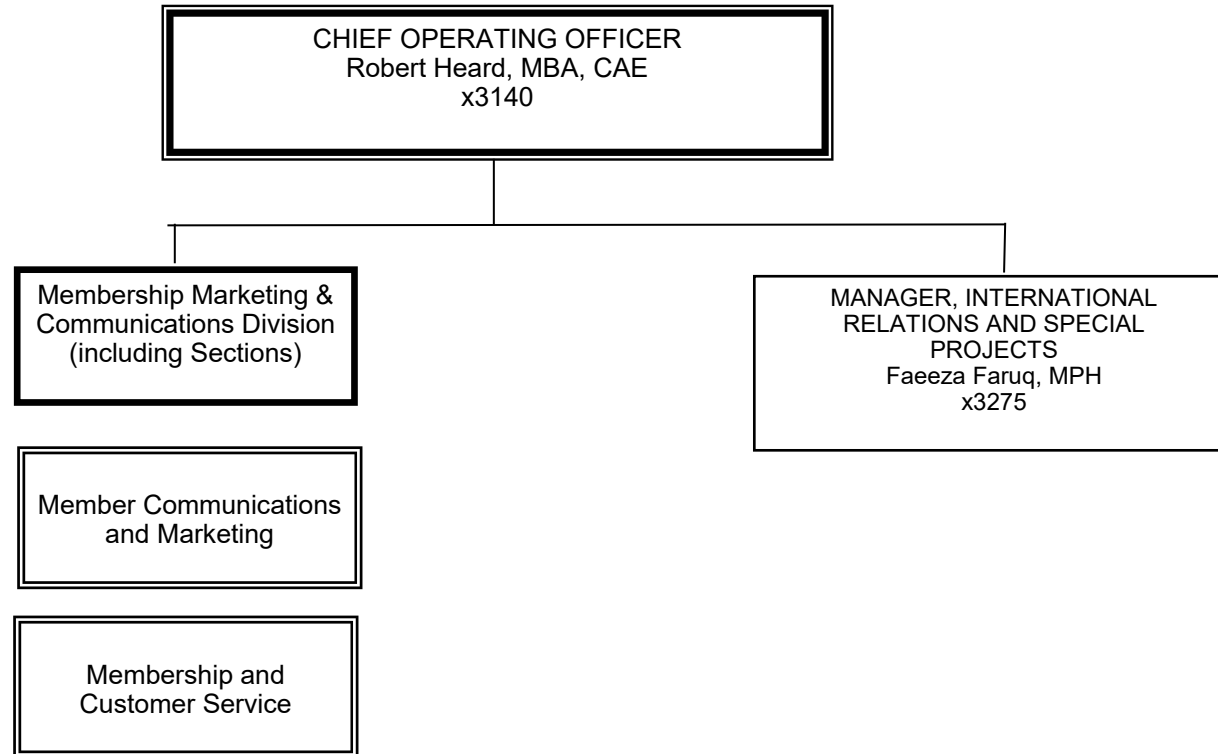 CHIEF OPERATING OFFICER
Robert Heard, MBA, CAE
x3140
Membership Marketing &
Communications Division
(including Sections)
MANAGER, INTERNATIONAL
RELATIONS AND SPECIAL
PROJECTS
Faeeza Faruq, MPH
x3275
Member Communications
and Marketing
Membership and
Customer Service